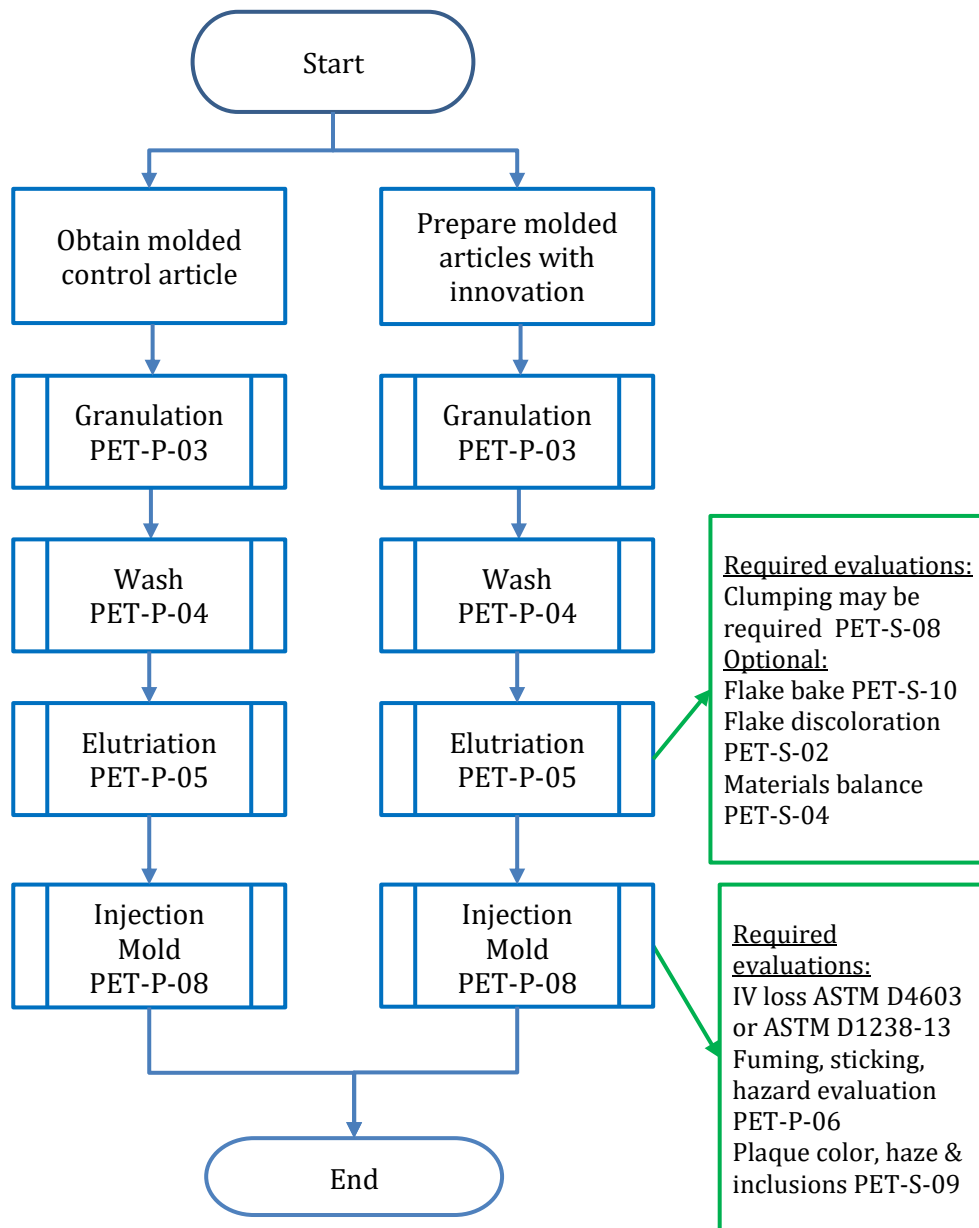 Start
Obtain molded
control article
Prepare molded
articles with
innovation
Granulation
PET-P-03
Granulation
PET-P-03
Wash
PET-P-04
Wash
PET-P-04
Elutriation
PET-P-05
Elutriation
PET-P-05
Required evaluations:
Clumping may be
required PET-S-08
Optional:
Flake bake PET-S-10
Flake discoloration
PET-S-02
Materials balance
PET-S-04
Injection
Mold
PET-P-08
Injection
Mold
PET-P-08
Required
evaluations:
IV loss ASTM D4603
or ASTM D1238-13
Fuming, sticking,
hazard evaluation
PET-P-06
Plaque color, haze &
inclusions PET-S-09
End